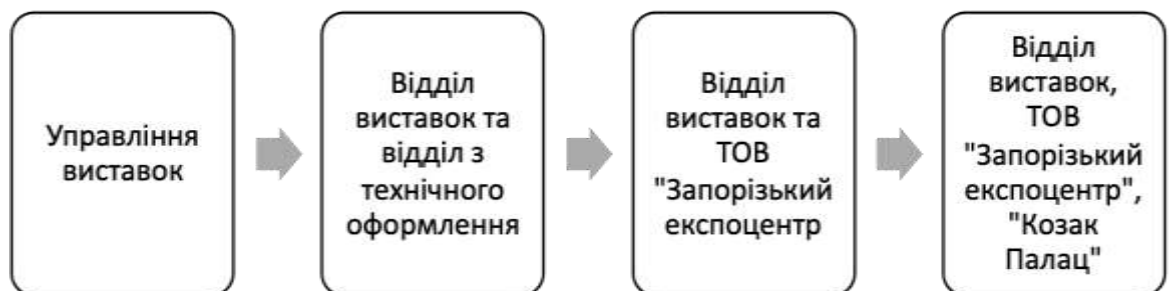 Управління
виставок
Відділ
виставок та
відділ з
технічного
оформлення
Відділ
виставок та
ТОВ
"Запорізький
експоцентр
Відділ
виставок,
ТОВ
"Запорізький
експоцентр",
"Козак
Палац"